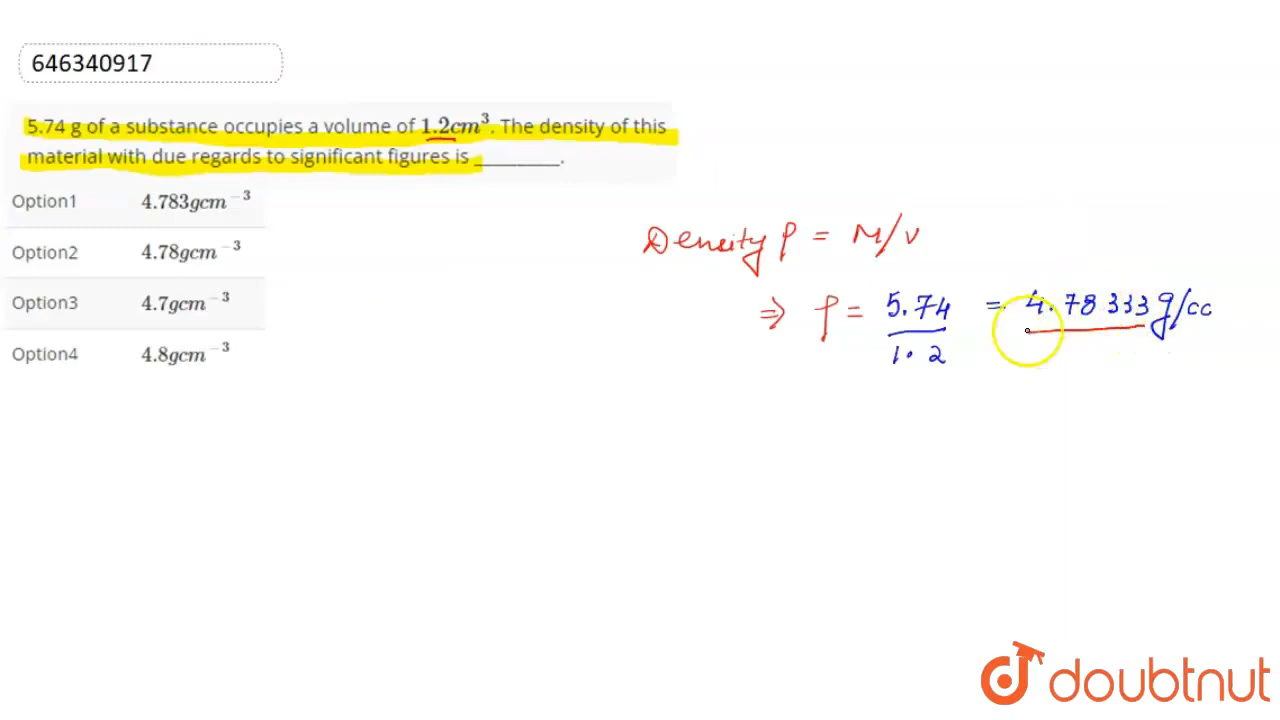 646340917
5.74 g of a substance occupies a volume of 1.2cm³. The density of this
material with due regards to significant figures is ________.
Option1 4.783gcm⁻³
Option2 4.78gcm⁻³
Option3 4.7gcm⁻³
Option4 4.8gcm⁻³
Density ρ = M/V
⇒ ρ = 5.74/1.2 = 4.78333 g/cc
doubtnut